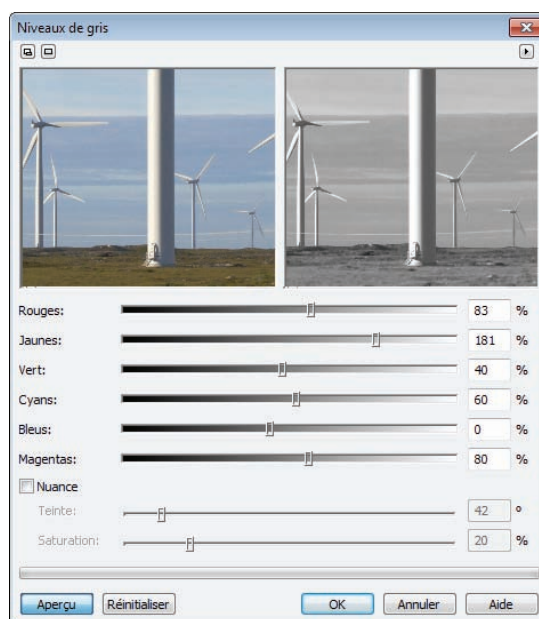 Niveaux de gris
Rouges: 83 %
Jaunes: 181 %
Vert: 40 %
Cyans: 60 %
Bleus: 0 %
Magentas: 80 %
Nuance
Teinte: 42 °
Saturation: 20 %
Aperçu Réinitialiser OK Annuler Aide